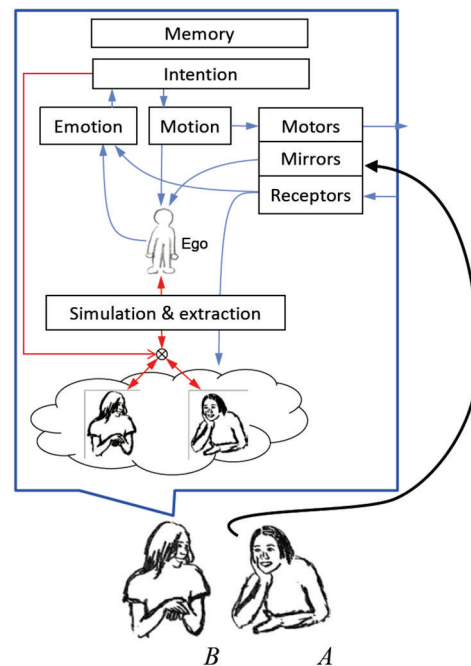 Memory
Intention
Emotion
Motion
Motors
Mirrors
Receptors
Ego
Simulation & extraction
B
A